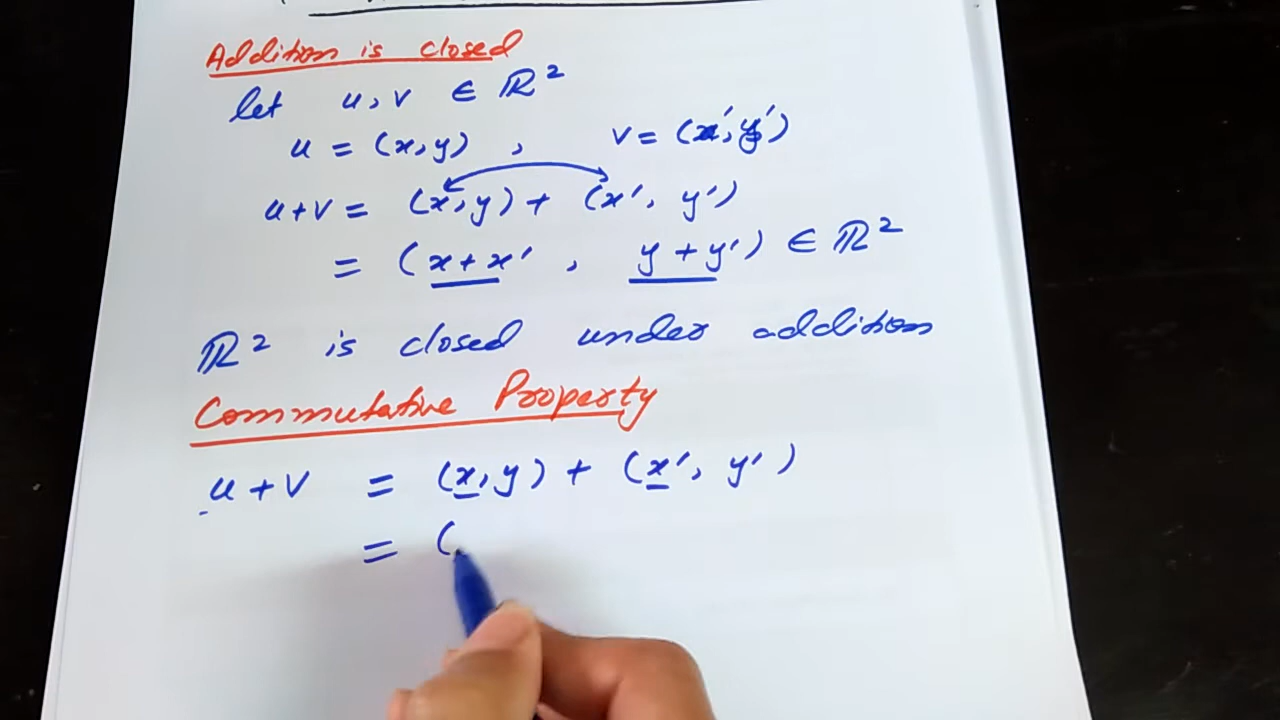 Addition is closed
let u, v ∈ ℝ²
u = (x, y) , v = (x', y')
u + v = (x, y) + (x', y')
= (x + x' , y + y') ∈ ℝ²
ℝ² is closed under addition
Commutative Property
u + v = (x, y) + (x', y')
= (